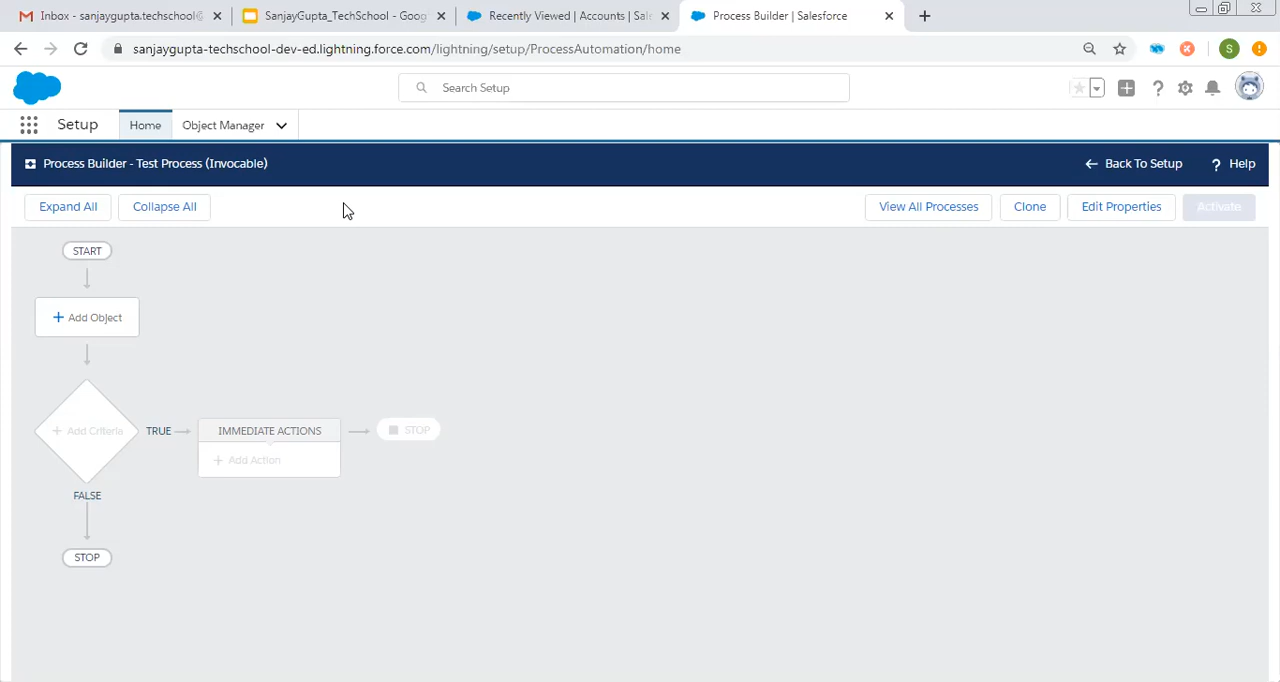 Inbox - sanjaygupta.techschool@
SanjayGupta_TechSchool - Goog
Recently Viewed | Accounts | Sal
Process Builder | Salesforce
sanjaygupta-techschool-dev-ed.lightning.force.com/lightning/setup/ProcessAutomation/home
S
Search Setup
Setup
Home
Object Manager
Process Builder - Test Process (Invocable)
Back To Setup
? Help
Expand All
Collapse All
View All Processes
Clone
Edit Properties
Activate
START
+ Add Object
+ Add Criteria
TRUE
IMMEDIATE ACTIONS
STOP
+ Add Action
FALSE
STOP